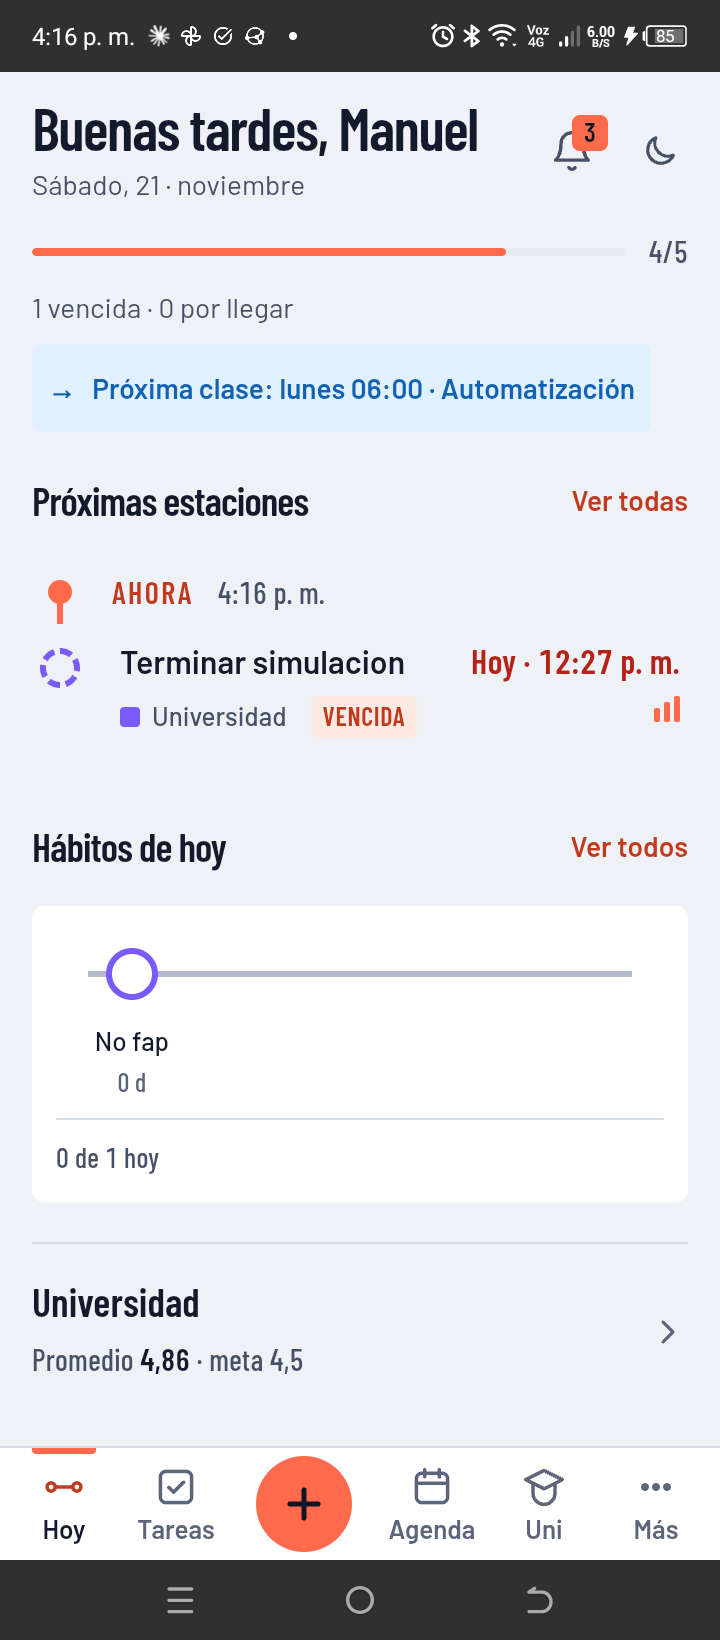 4:16 p. m.
Voz 4G 6.00 B/S 85
Buenas tardes, Manuel
3
Sábado, 21 · noviembre
4/5
1 vencida · 0 por llegar
→ Próxima clase: lunes 06:00 · Automatización
Próximas estaciones Ver todas
AHORA 4:16 p. m.
Terminar simulacion Hoy · 12:27 p. m.
Universidad VENCIDA
Hábitos de hoy Ver todos
No fap
0 d
0 de 1 hoy
Universidad
Promedio 4,86 · meta 4,5
Hoy Tareas Agenda Uni Más